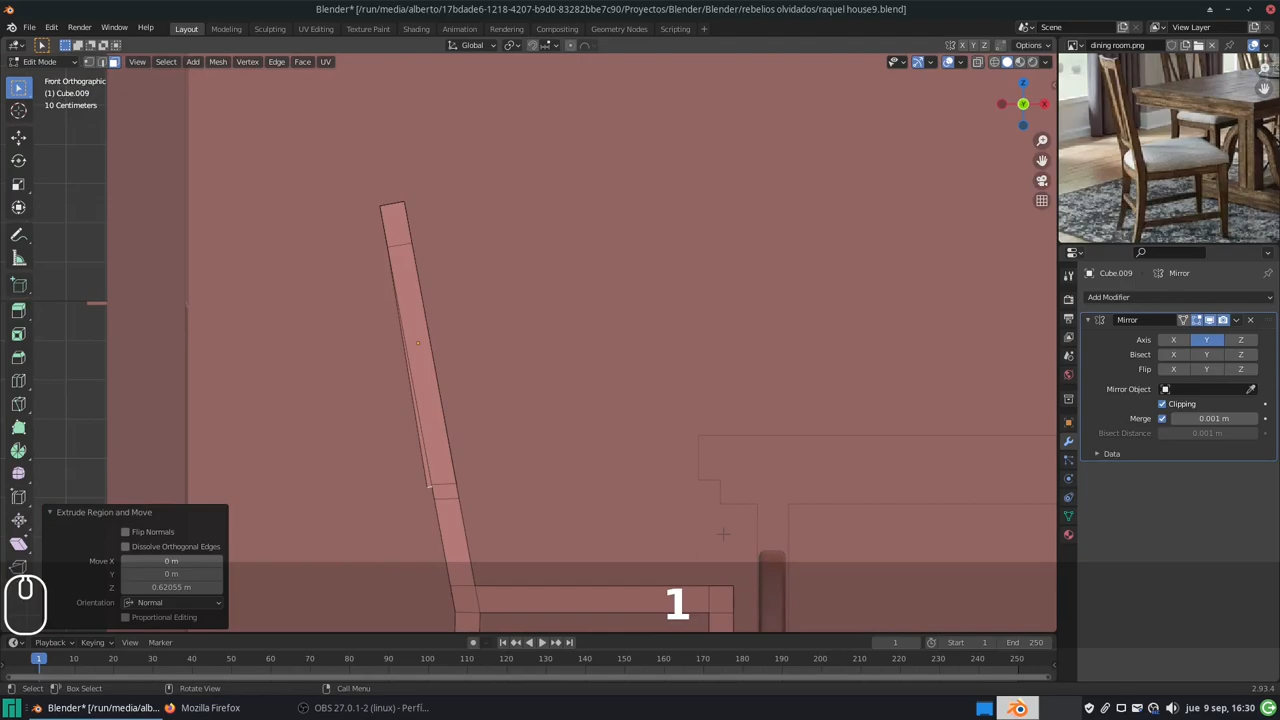 Blender* [/run/media/alberto/17bdade6-1218-4207-b9d0-83282bbe7c90/Proyectos/Blender/Blender/rebelios olvidados/raquel house9.blend]
File Edit Render Window Help Layout Modeling Sculpting UV Editing Texture Paint Shading Animation Rendering Compositing Geometry Nodes Scripting Scene View Layer
Global Options dining room.png
Edit Mode View Select Add Mesh Vertex Edge Face UV
Front Orthographic
(1) Cube.009
10 Centimeters
Z
X
Y
Cube.009 Mirror
Add Modifier
Mirror
Axis X Y Z
Bisect X Y Z
Flip X Y Z
Mirror Object
Clipping
Merge 0.001 m
Bisect Distance 0.001 m
Data
Extrude Region and Move
Flip Normals
Dissolve Orthogonal Edges
Move X 0 m
Y 0 m
Z 0.62055 m
Orientation Normal
Proportional Editing
1
Playback Keying View Marker 1 Start 1 End 250
1 10 20 30 40 50 60 70 80 90 100 110 120 130 140 150 160 170 180 190 200 210 220 230 240 250
Select Box Select Rotate View Call Menu 2.93.4
Blender* [/run/media/alb... Mozilla Firefox OBS 27.0.1-2 (linux) - Perfi... jue 9 sep, 16:30